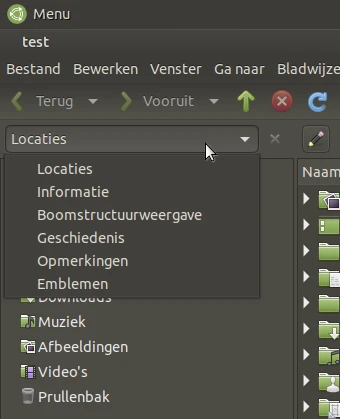 Menu
test
Bestand Bewerken Venster Ga naar Bladwijze
Terug Vooruit
Locaties
Naam
Locaties
Informatie
Boomstructuurweergave
Geschiedenis
Opmerkingen
Emblemen
Downloads
Muziek
Afbeeldingen
Video's
Prullenbak